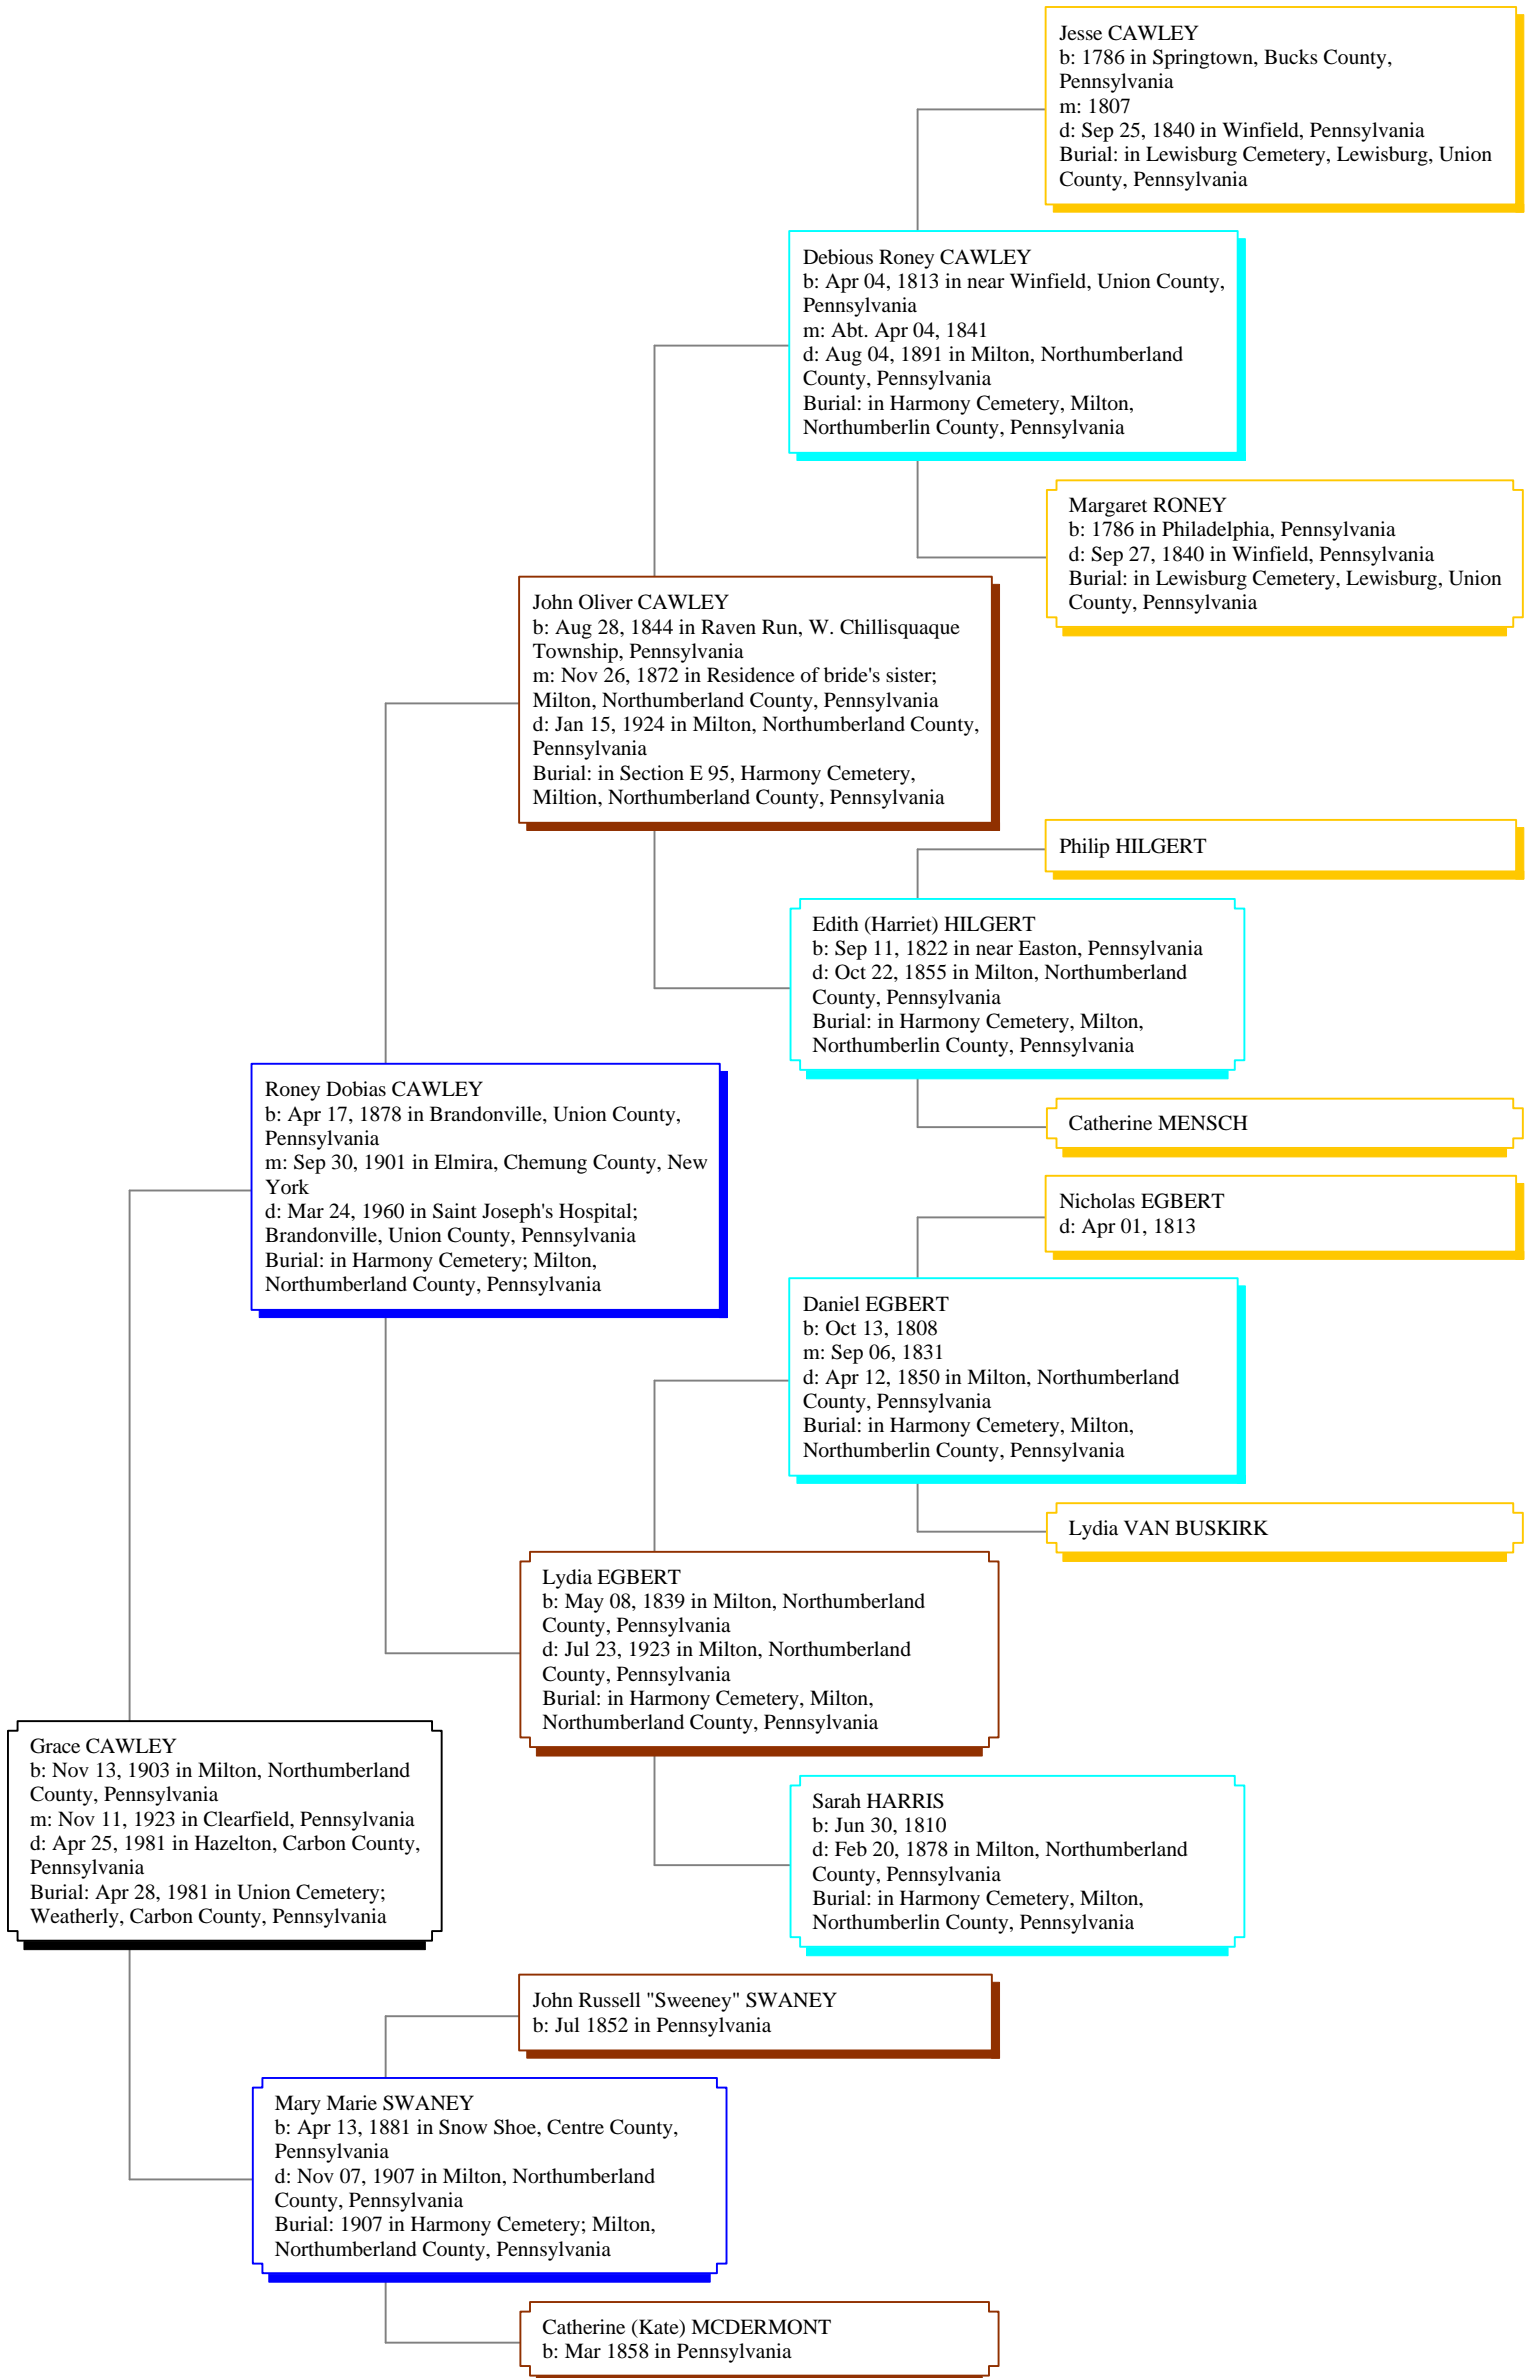 Jesse CAWLEY
b: 1786 in Springtown, Bucks County,
Pennsylvania
m: 1807
d: Sep 25, 1840 in Winfield, Pennsylvania
Burial: in Lewisburg Cemetery, Lewisburg, Union
County, Pennsylvania
Debious Roney CAWLEY
b: Apr 04, 1813 in near Winfield, Union County,
Pennsylvania
m: Abt. Apr 04, 1841
d: Aug 04, 1891 in Milton, Northumberland
County, Pennsylvania
Burial: in Harmony Cemetery, Milton,
Northumberlin County, Pennsylvania
Margaret RONEY
b: 1786 in Philadelphia, Pennsylvania
d: Sep 27, 1840 in Winfield, Pennsylvania
Burial: in Lewisburg Cemetery, Lewisburg, Union
County, Pennsylvania
John Oliver CAWLEY
b: Aug 28, 1844 in Raven Run, W. Chillisquaque
Township, Pennsylvania
m: Nov 26, 1872 in Residence of bride's sister;
Milton, Northumberland County, Pennsylvania
d: Jan 15, 1924 in Milton, Northumberland County,
Pennsylvania
Burial: in Section E 95, Harmony Cemetery,
Miltion, Northumberland County, Pennsylvania
Philip HILGERT
Edith (Harriet) HILGERT
b: Sep 11, 1822 in near Easton, Pennsylvania
d: Oct 22, 1855 in Milton, Northumberland
County, Pennsylvania
Burial: in Harmony Cemetery, Milton,
Northumberlin County, Pennsylvania
Catherine MENSCH
Roney Dobias CAWLEY
b: Apr 17, 1878 in Brandonville, Union County,
Pennsylvania
m: Sep 30, 1901 in Elmira, Chemung County, New
York
d: Mar 24, 1960 in Saint Joseph's Hospital;
Brandonville, Union County, Pennsylvania
Burial: in Harmony Cemetery; Milton,
Northumberland County, Pennsylvania
Nicholas EGBERT
d: Apr 01, 1813
Daniel EGBERT
b: Oct 13, 1808
m: Sep 06, 1831
d: Apr 12, 1850 in Milton, Northumberland
County, Pennsylvania
Burial: in Harmony Cemetery, Milton,
Northumberlin County, Pennsylvania
Lydia VAN BUSKIRK
Lydia EGBERT
b: May 08, 1839 in Milton, Northumberland
County, Pennsylvania
d: Jul 23, 1923 in Milton, Northumberland
County, Pennsylvania
Burial: in Harmony Cemetery, Milton,
Northumberland County, Pennsylvania
Sarah HARRIS
b: Jun 30, 1810
d: Feb 20, 1878 in Milton, Northumberland
County, Pennsylvania
Burial: in Harmony Cemetery, Milton,
Northumberlin County, Pennsylvania
Grace CAWLEY
b: Nov 13, 1903 in Milton, Northumberland
County, Pennsylvania
m: Nov 11, 1923 in Clearfield, Pennsylvania
d: Apr 25, 1981 in Hazelton, Carbon County,
Pennsylvania
Burial: Apr 28, 1981 in Union Cemetery;
Weatherly, Carbon County, Pennsylvania
John Russell "Sweeney" SWANEY
b: Jul 1852 in Pennsylvania
Mary Marie SWANEY
b: Apr 13, 1881 in Snow Shoe, Centre County,
Pennsylvania
d: Nov 07, 1907 in Milton, Northumberland
County, Pennsylvania
Burial: 1907 in Harmony Cemetery; Milton,
Northumberland County, Pennsylvania
Catherine (Kate) MCDERMONT
b: Mar 1858 in Pennsylvania